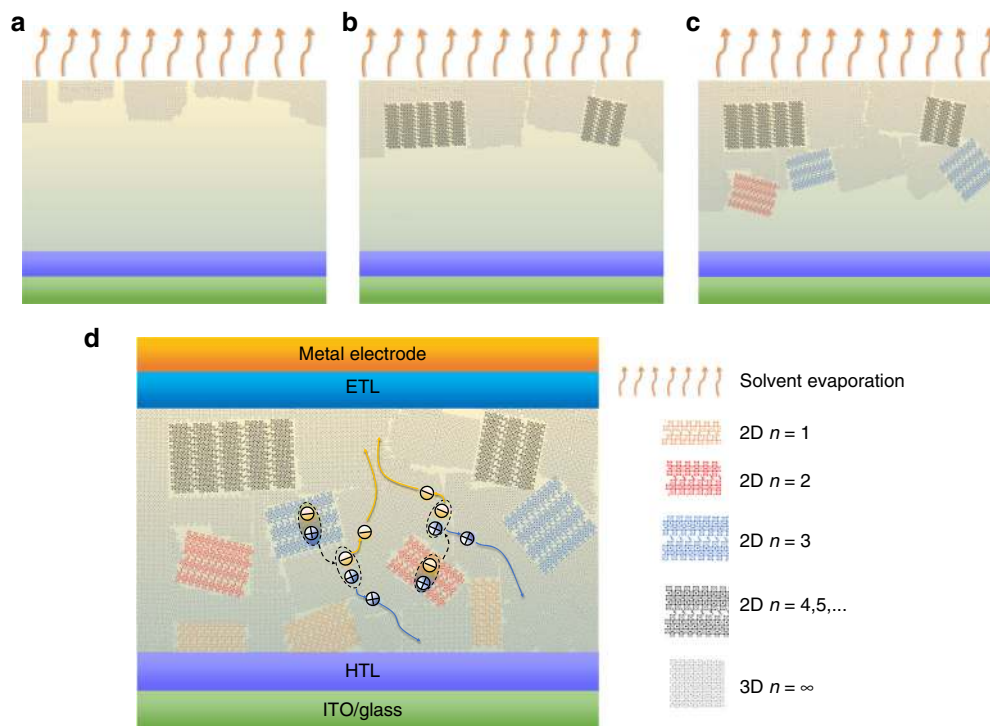 a
b
c
d
Metal electrode
ETL
HTL
ITO/glass
Solvent evaporation
2D n = 1
2D n = 2
2D n = 3
2D n = 4,5,...
3D n = ∞